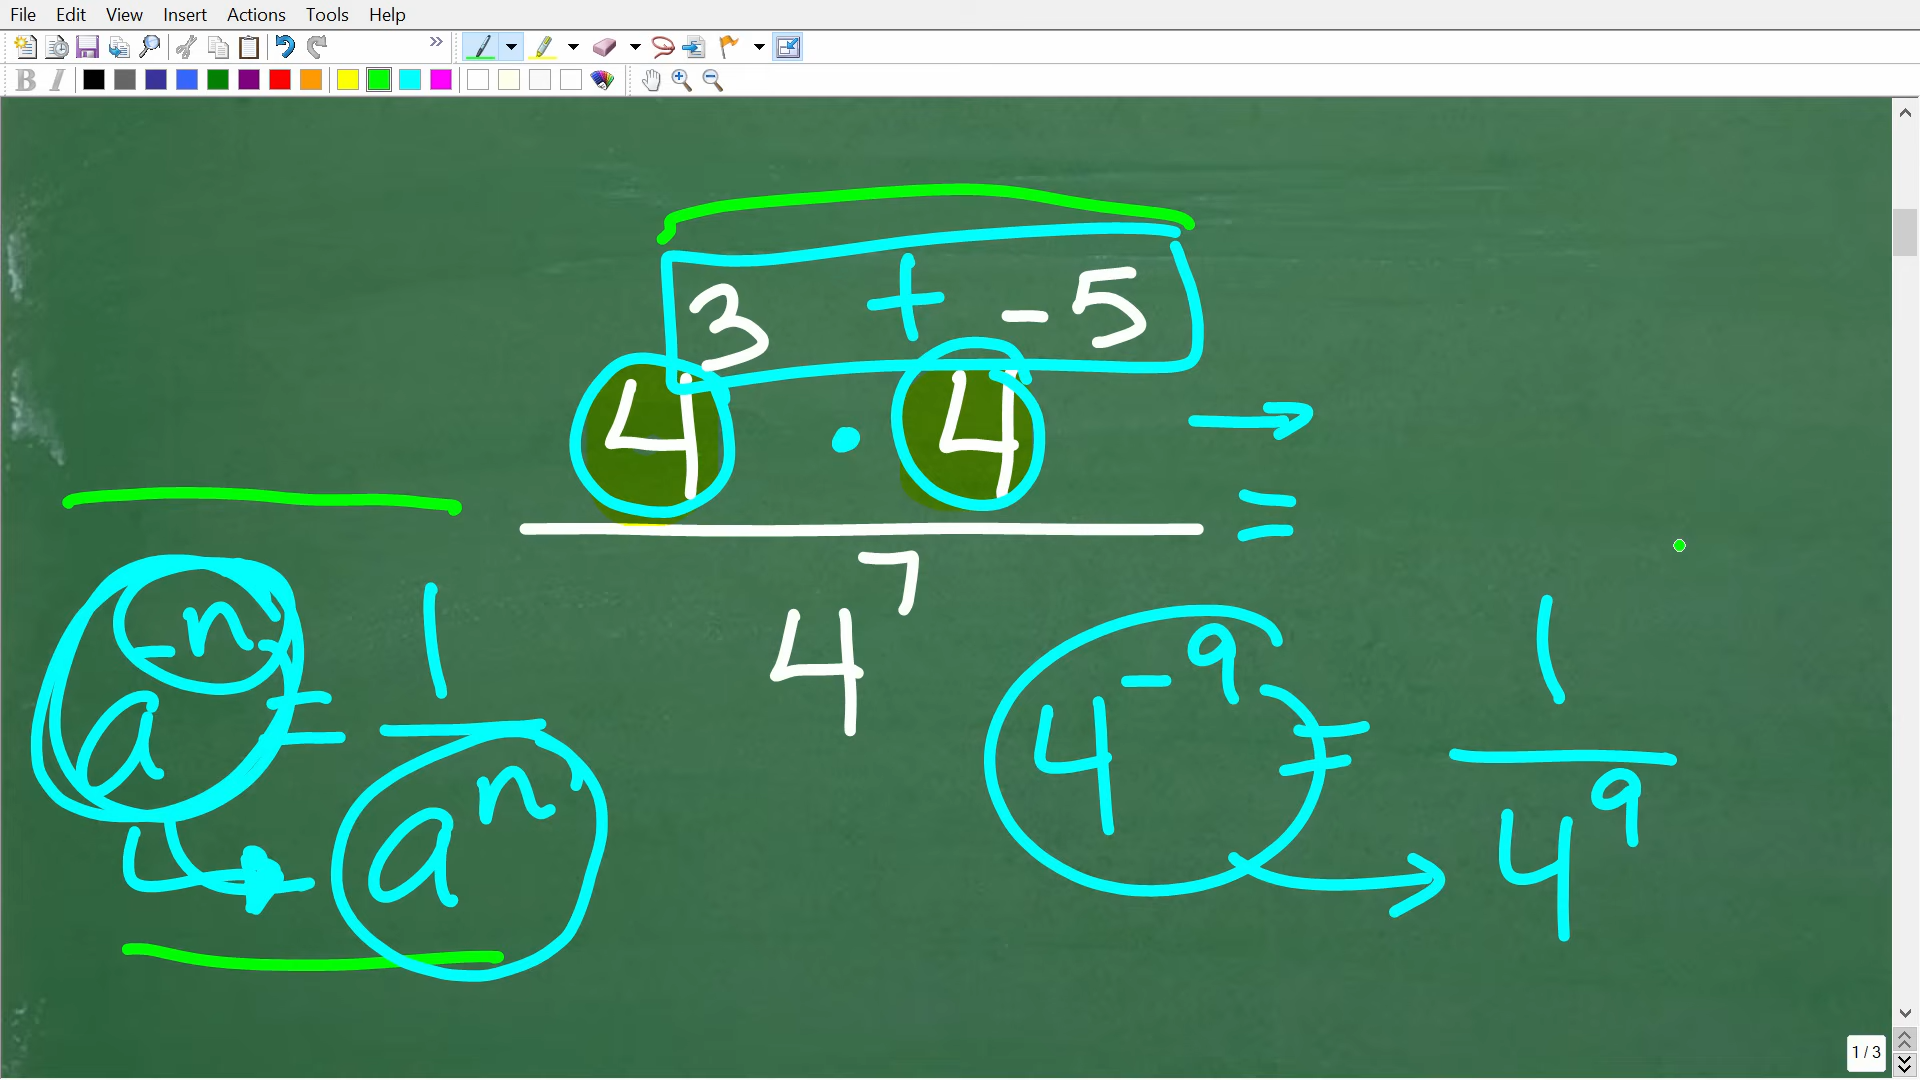 File Edit View Insert Actions Tools Help
B I
3 + - 5
4 · 4 →
=
7
4
a^-n = 1 / a^n
4^-9 = 1 / 4^9
1 / 3